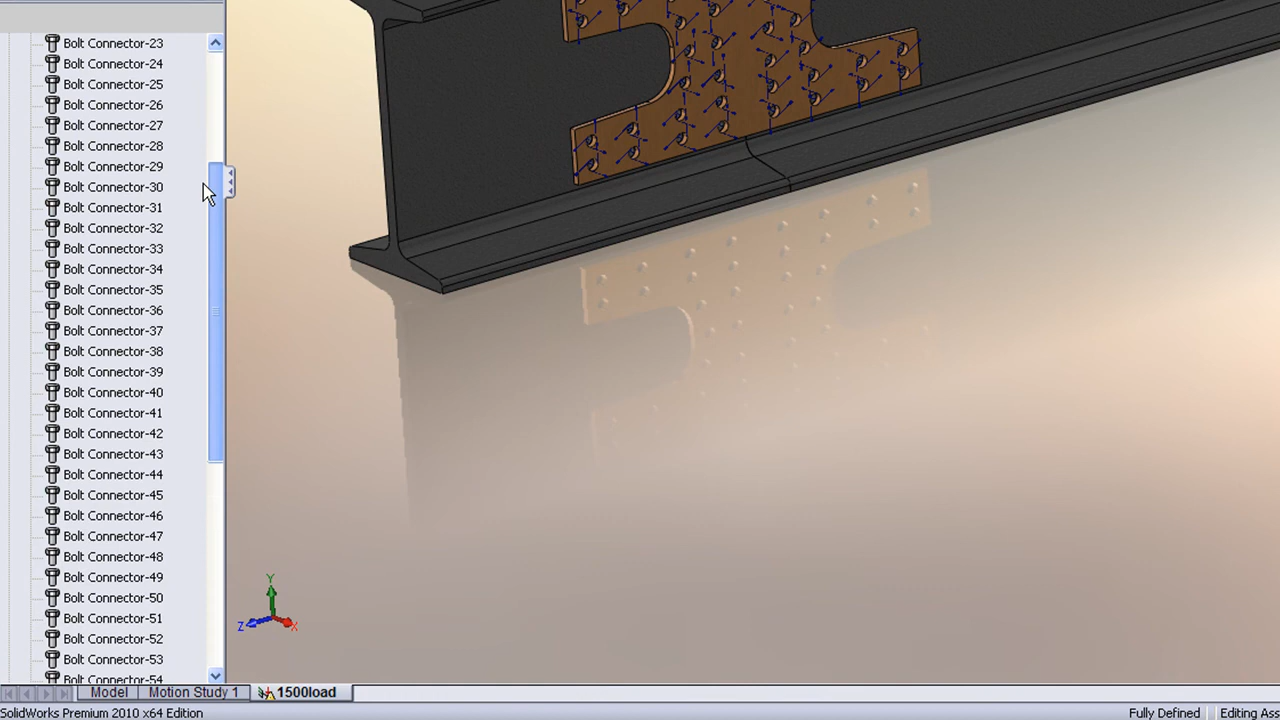 Bolt Connector-23
Bolt Connector-24
Bolt Connector-25
Bolt Connector-26
Bolt Connector-27
Bolt Connector-28
Bolt Connector-29
Bolt Connector-30
Bolt Connector-31
Bolt Connector-32
Bolt Connector-33
Bolt Connector-34
Bolt Connector-35
Bolt Connector-36
Bolt Connector-37
Bolt Connector-38
Bolt Connector-39
Bolt Connector-40
Bolt Connector-41
Bolt Connector-42
Bolt Connector-43
Bolt Connector-44
Bolt Connector-45
Bolt Connector-46
Bolt Connector-47
Bolt Connector-48
Bolt Connector-49
Bolt Connector-50
Bolt Connector-51
Bolt Connector-52
Bolt Connector-53
Bolt Connector-54
Y
Z X
Model Motion Study 1 1500load
SolidWorks Premium 2010 x64 Edition Fully Defined Editing Ass